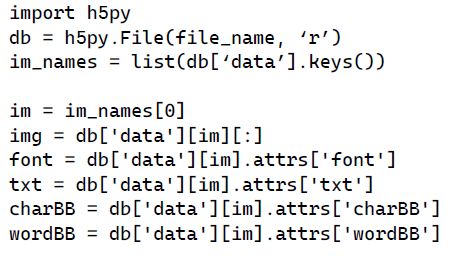 import h5py
db = h5py.File(file_name, ‘r’)
im_names = list(db[‘data’].keys())
im = im_names[0]
img = db['data'][im][:]
font = db['data'][im].attrs['font']
txt = db['data'][im].attrs['txt']
charBB = db['data'][im].attrs['charBB']
wordBB = db['data'][im].attrs['wordBB']